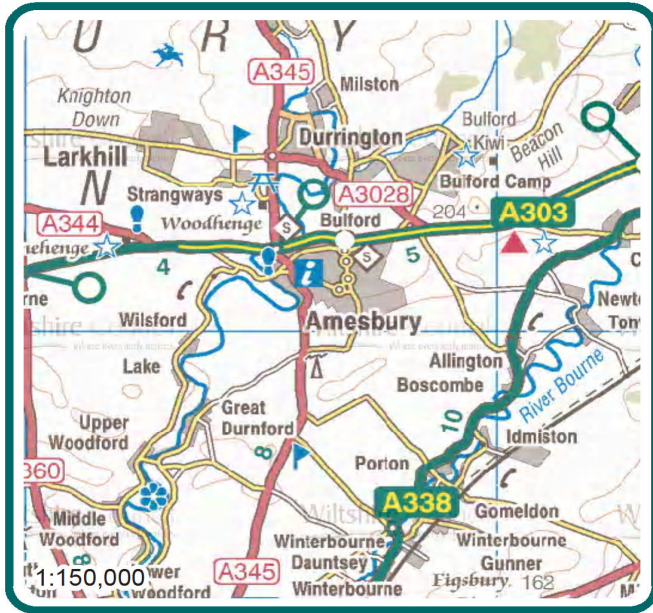 U R Y
A345
Milston
Knighton
Down
Bulford
Kiwi
Beacon
Hill
Durrington
Larkhill
N
Strangways
Woodhenge
A3028
Bulford Camp
A344
S
Bulford
204
A303
4
S
5
i
Wilsford
Amesbury
Lake
Allington
Boscombe
River Bourne
Great
Durnford
Upper
Woodford
8
10
Idmiston
Porton
A338
Middle
Woodford
Gomeldon
Winterbourne
Dauntsey
Winterbourne
Gunner
Winterbourne
Figsbury 162
1:150,000
A345
Woodford